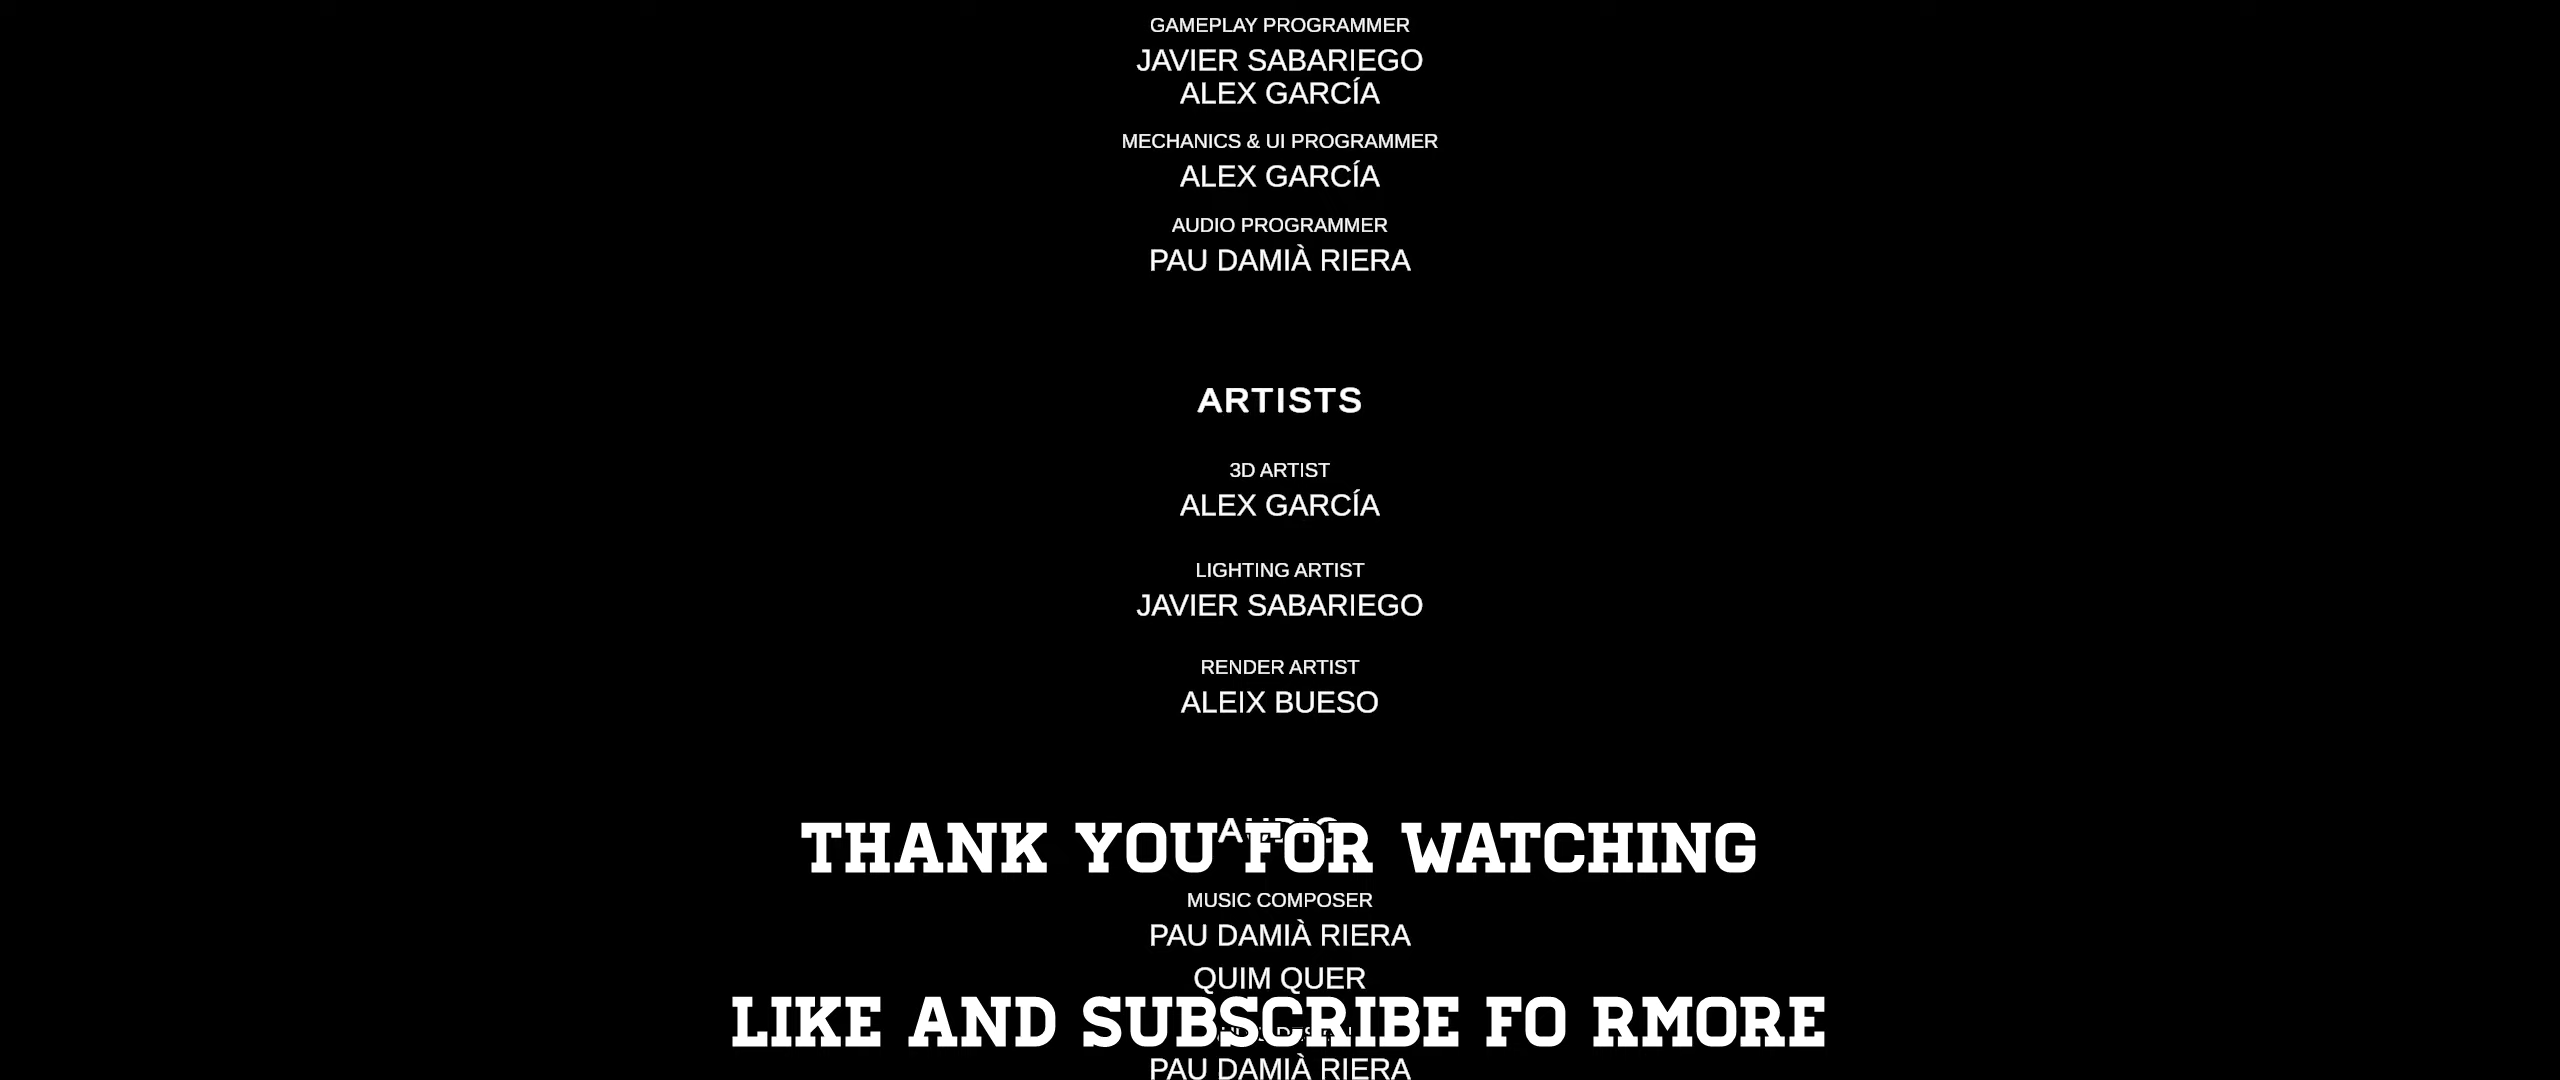 GAMEPLAY PROGRAMMER
JAVIER SABARIEGO
ALEX GARCÍA
MECHANICS & UI PROGRAMMER
ALEX GARCÍA
AUDIO PROGRAMMER
PAU DAMIÀ RIERA
ARTISTS
3D ARTIST
ALEX GARCÍA
LIGHTING ARTIST
JAVIER SABARIEGO
RENDER ARTIST
ALEIX BUESO
AUDIO
THANK YOU FOR WATCHING
MUSIC COMPOSER
PAU DAMIÀ RIERA
QUIM QUER
LIKE AND SUBSCRIBE FO RMORE
PAU DAMIÀ RIERA